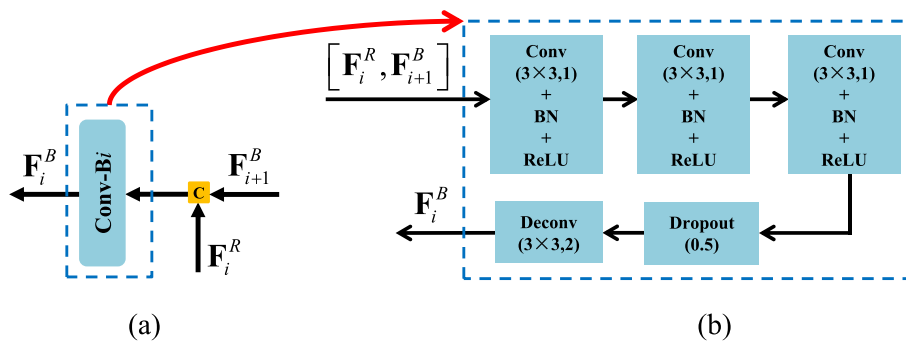 F_i^B
Conv-Bi
C
F_{i+1}^B
F_i^R
(a)
[F_i^R, F_{i+1}^B]
Conv
(3×3,1)
+
BN
+
ReLU
Conv
(3×3,1)
+
BN
+
ReLU
Conv
(3×3,1)
+
BN
+
ReLU
F_i^B
Deconv
(3×3,2)
Dropout
(0.5)
(b)